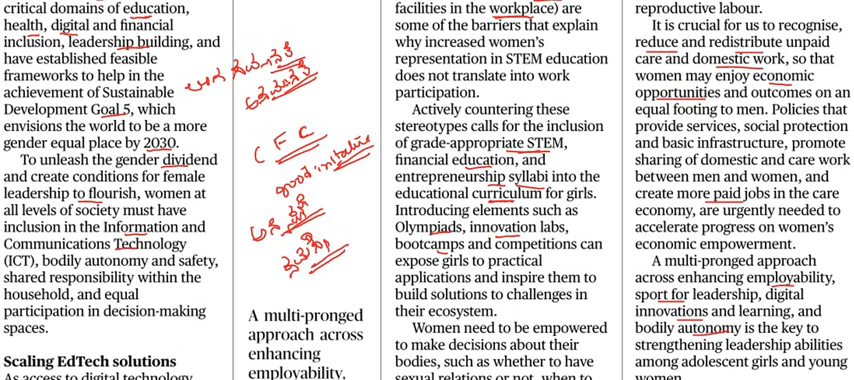 critical domains of education,
health, digital and financial
inclusion, leadership building, and
have established feasible
frameworks to help in the
achievement of Sustainable
Development Goal 5, which
envisions the world to be a more
gender equal place by 2030.
To unleash the gender dividend
and create conditions for female
leadership to flourish, women at
all levels of society must have
inclusion in the Information and
Communications Technology
(ICT), bodily autonomy and safety,
shared responsibility within the
household, and equal
participation in decision-making
spaces.
Scaling EdTech solutions
As access to digital technology
CFC
good
A multi-pronged
approach across
enhancing
employability,
facilities in the workplace) are
some of the barriers that explain
why increased women's
representation in STEM education
does not translate into work
participation.
Actively countering these
stereotypes calls for the inclusion
of grade-appropriate STEM,
financial education, and
entrepreneurship syllabi into the
educational curriculum for girls.
Introducing elements such as
Olympiads, innovation labs,
bootcamps and competitions can
expose girls to practical
applications and inspire them to
build solutions to challenges in
their ecosystem.
Women need to be empowered
to make decisions about their
bodies, such as whether to have
sexual relations or not, when to
reproductive labour.
It is crucial for us to recognise,
reduce and redistribute unpaid
care and domestic work, so that
women may enjoy economic
opportunities and outcomes on an
equal footing to men. Policies that
provide services, social protection
and basic infrastructure, promote
sharing of domestic and care work
between men and women, and
create more paid jobs in the care
economy, are urgently needed to
accelerate progress on women's
economic empowerment.
A multi-pronged approach
across enhancing employability,
sport for leadership, digital
innovations and learning, and
bodily autonomy is the key to
strengthening leadership abilities
among adolescent girls and young
women.